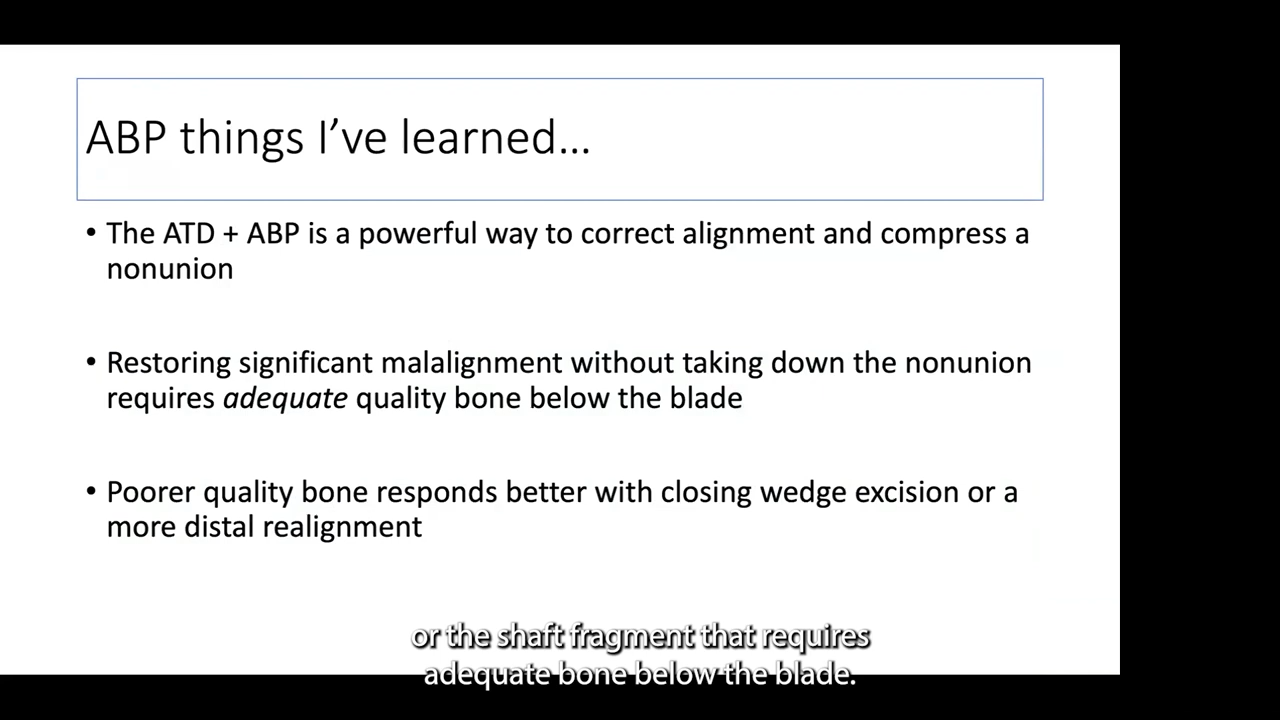 ABP things I’ve learned...
• The ATD + ABP is a powerful way to correct alignment and compress a
nonunion
• Restoring significant malalignment without taking down the nonunion
requires adequate quality bone below the blade
• Poorer quality bone responds better with closing wedge excision or a
more distal realignment
or the shaft fragment that requires
adequate bone below the blade.